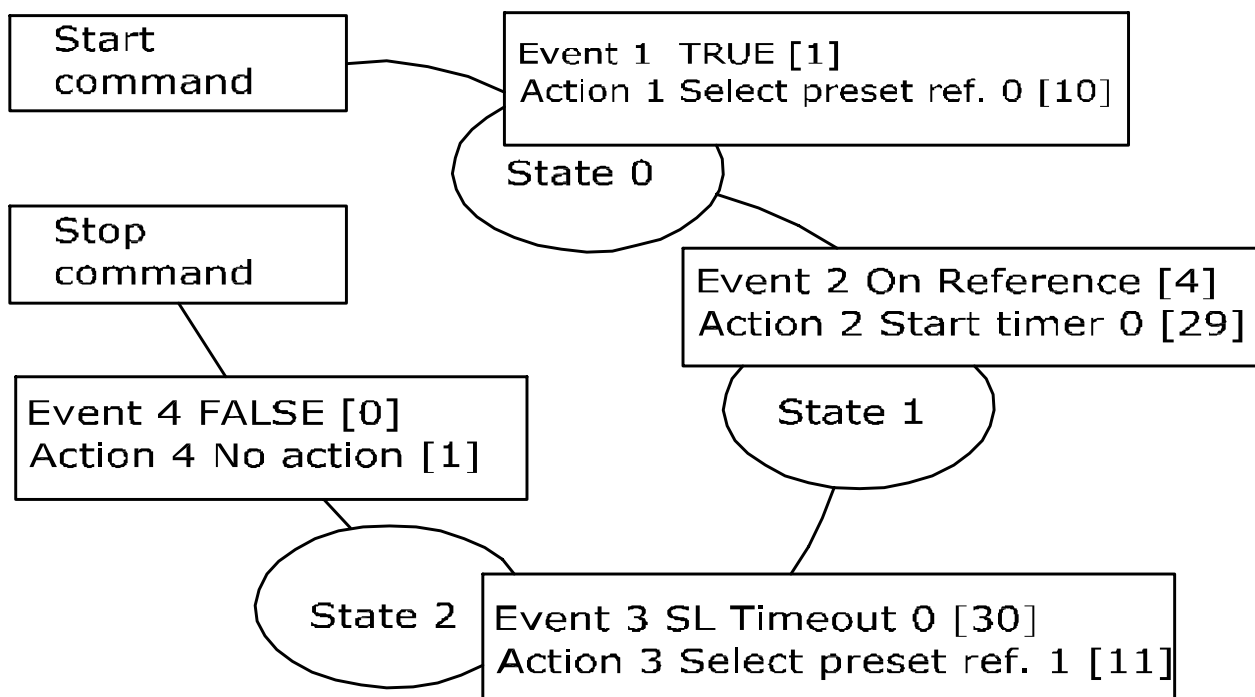 Start
command
Event 1 TRUE [1]
Action 1 Select preset ref. 0 [10]
State 0
Stop
command
Event 2 On Reference [4]
Action 2 Start timer 0 [29]
State 1
Event 4 FALSE [0]
Action 4 No action [1]
State 2
Event 3 SL Timeout 0 [30]
Action 3 Select preset ref. 1 [11]